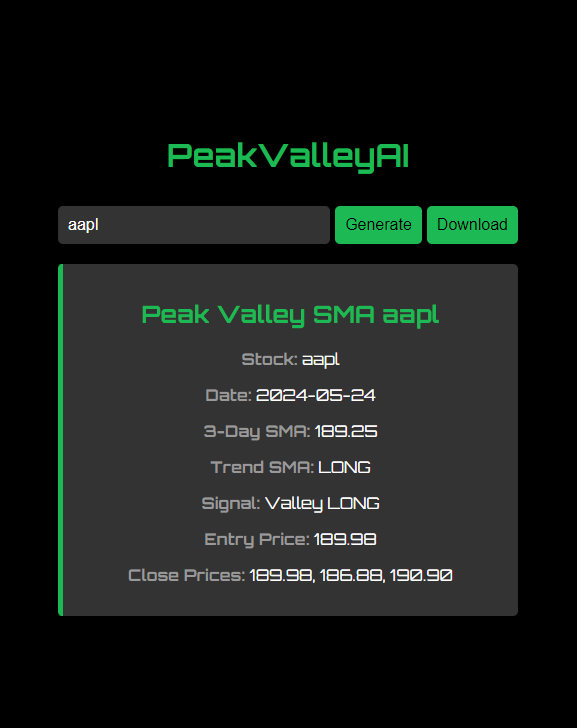 PeakValleyAI
aapl Generate Download
Peak Valley SMA aapl
Stock: aapl
Date: 2024-05-24
3-Day SMA: 189.25
Trend SMA: LONG
Signal: Valley LONG
Entry Price: 189.98
Close Prices: 189.98, 186.88, 190.90